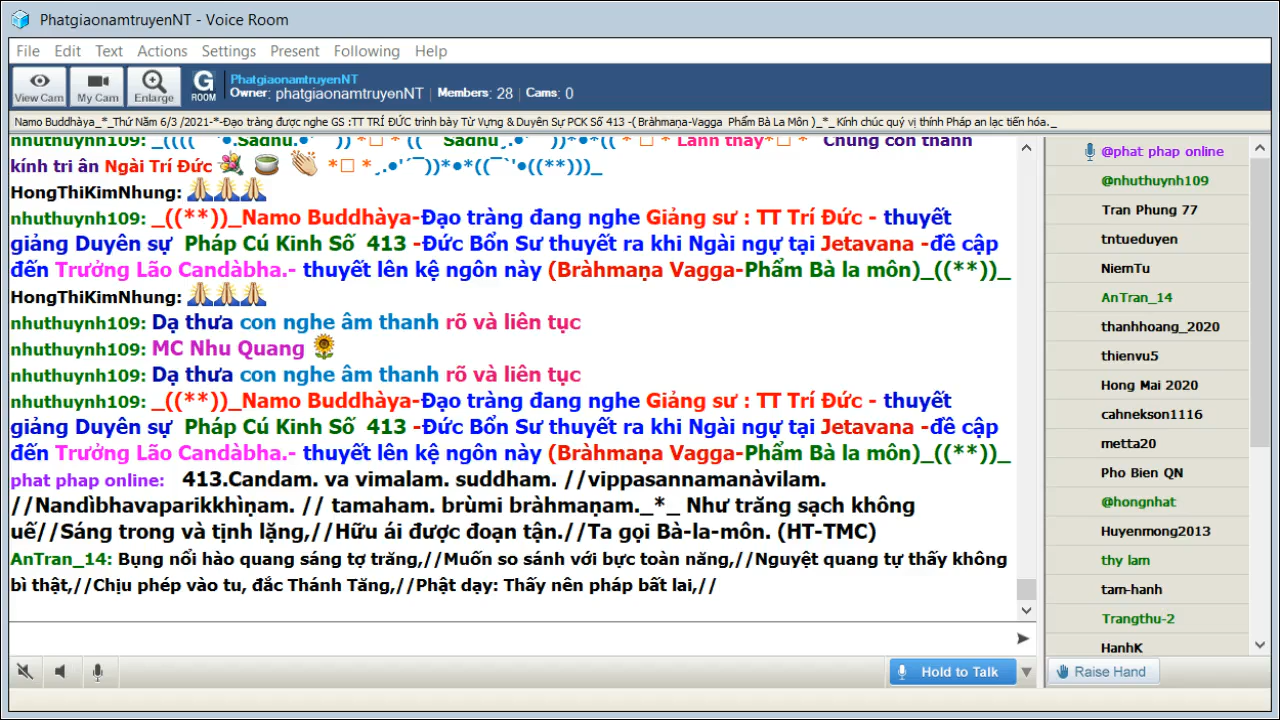 PhatgiaonamtruyenNT - Voice Room
File Edit Text Actions Settings Present Following Help
View Cam My Cam Enlarge G ROOM
PhatgiaonamtruyenNT
Owner: phatgiaonamtruyenNT | Members: 28 | Cams: 0
Namo Buddhàya_*_Thứ Năm 6/3 /2021-*-Đạo tràng được nghe GS :TT TRÍ ĐỨC trình bày Từ Vựng & Duyên Sự PCK Số 413 -( Bràhmaṇa-Vagga Phẩm Bà La Môn )_*_ Kính chúc quý vị thính Pháp an lạc tiến hóa._
kính tri ân Ngài Trí Đức
HongThiKimNhung: 🙏🙏🙏
nhuthuynh109: _((**))_Namo Buddhàya-Đạo tràng đang nghe Giảng sư : TT Trí Đức - thuyết
giảng Duyên sự Pháp Cú Kinh Số 413 -Đức Bổn Sư thuyết ra khi Ngài ngự tại Jetavana -đề cập
đến Trưởng Lão Candàbha.- thuyết lên kệ ngôn này (Bràhmaṇa Vagga-Phẩm Bà la môn)_((**))_
HongThiKimNhung: 🙏🙏🙏
nhuthuynh109: Dạ thưa con nghe âm thanh rõ và liên tục
nhuthuynh109: MC Nhu Quang 🌻
nhuthuynh109: Dạ thưa con nghe âm thanh rõ và liên tục
nhuthuynh109: _((**))_Namo Buddhàya-Đạo tràng đang nghe Giảng sư : TT Trí Đức - thuyết
giảng Duyên sự Pháp Cú Kinh Số 413 -Đức Bổn Sư thuyết ra khi Ngài ngự tại Jetavana -đề cập
đến Trưởng Lão Candàbha.- thuyết lên kệ ngôn này (Bràhmaṇa Vagga-Phẩm Bà la môn)_((**))_
phat phap online: 413.Candam. va vimalam. suddham. //vippasannamanàvilam.
//Nandìbhavaparikkhìṇam. // tamaham. brùmi bràhmaṇam._*_ Như trăng sạch không
uế//Sáng trong và tịnh lặng,//Hữu ái được đoạn tận.//Ta gọi Bà-la-môn. (HT-TMC)
AnTran_14: Bụng nổi hào quang sáng tợ trăng,//Muốn so sánh với bực toàn năng,//Nguyệt quang tự thấy không
bì thật,//Chịu phép vào tu, đắc Thánh Tăng,//Phật dạy: Thấy nên pháp bất lai,//
Hold to Talk
@phat phap online
@nhuthuynh109
Tran Phung 77
tntueduyen
NiemTu
AnTran_14
thanhhoang_2020
thienvu5
Hong Mai 2020
cahnekson1116
metta20
Pho Bien QN
@hongnhat
Huyenmong2013
thy lam
tam-hanh
Trangthu-2
HanhK
Raise Hand